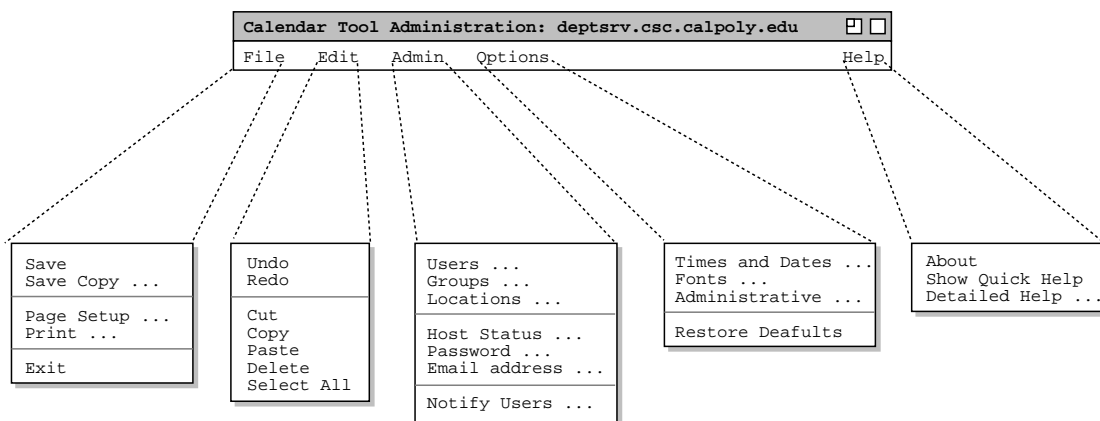 Calendar Tool Administration: deptsrv.csc.calpoly.edu
File Edit Admin Options Help
Save
Save Copy ...
Page Setup ...
Print ...
Exit
Undo
Redo
Cut
Copy
Paste
Delete
Select All
Users ...
Groups ...
Locations ...
Host Status ...
Password ...
Email address ...
Notify Users ...
Times and Dates ...
Fonts ...
Administrative ...
Restore Deafults
About
Show Quick Help
Detailed Help ...